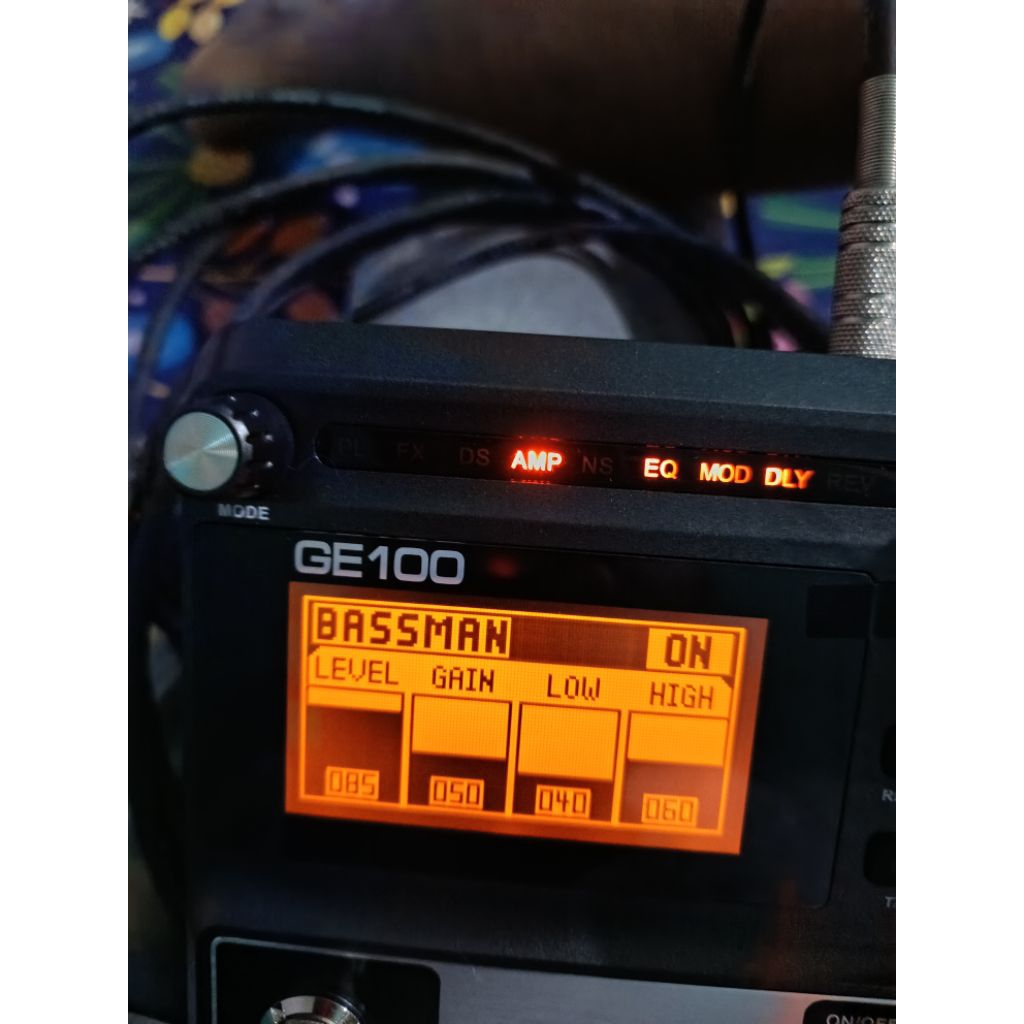 FX DS AMP NS EQ MOD DLY REV
MODE
GE100
BASSMAN ON
LEVEL GAIN LOW HIGH
085 050 040 060